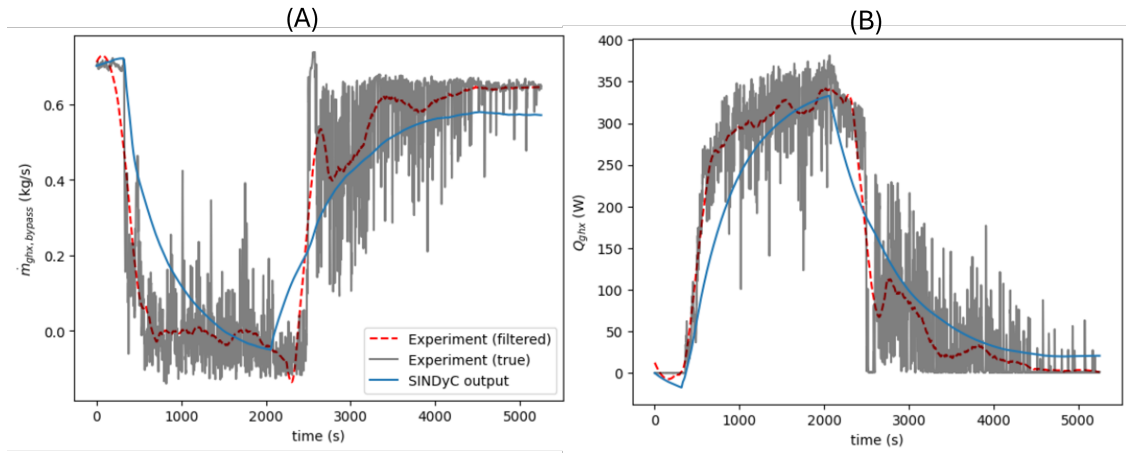 (A)
(B)
ṁghx,bypass (kg/s)
0.6
0.4
0.2
0.0
Experiment (filtered)
Experiment (true)
SINDyC output
0 1000 2000 3000 4000 5000
time (s)
Qghx (W)
400
350
300
250
200
150
100
50
0
0 1000 2000 3000 4000 5000
time (s)